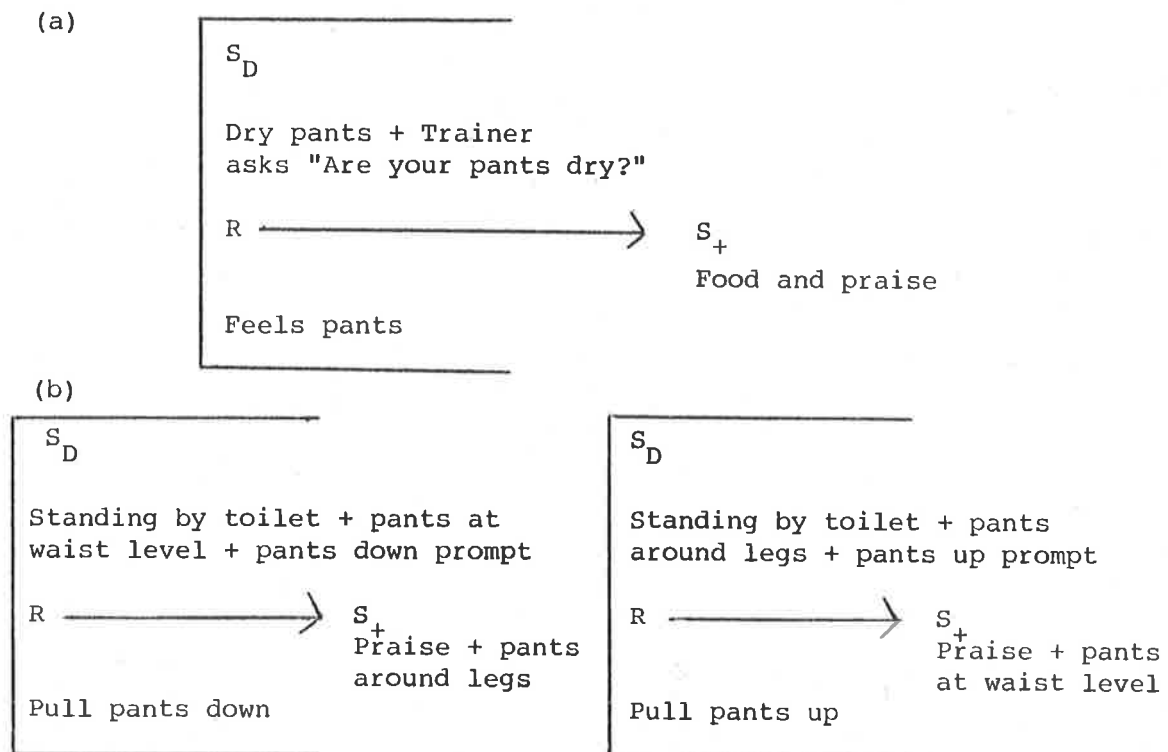 (a)
S_D
Dry pants + Trainer
asks "Are your pants dry?"
R
S_+
Food and praise
Feels pants
(b)
S_D
Standing by toilet + pants at
waist level + pants down prompt
R
S_+
Praise + pants
around legs
Pull pants down
S_D
Standing by toilet + pants
around legs + pants up prompt
R
S_+
Praise + pants
at waist level
Pull pants up